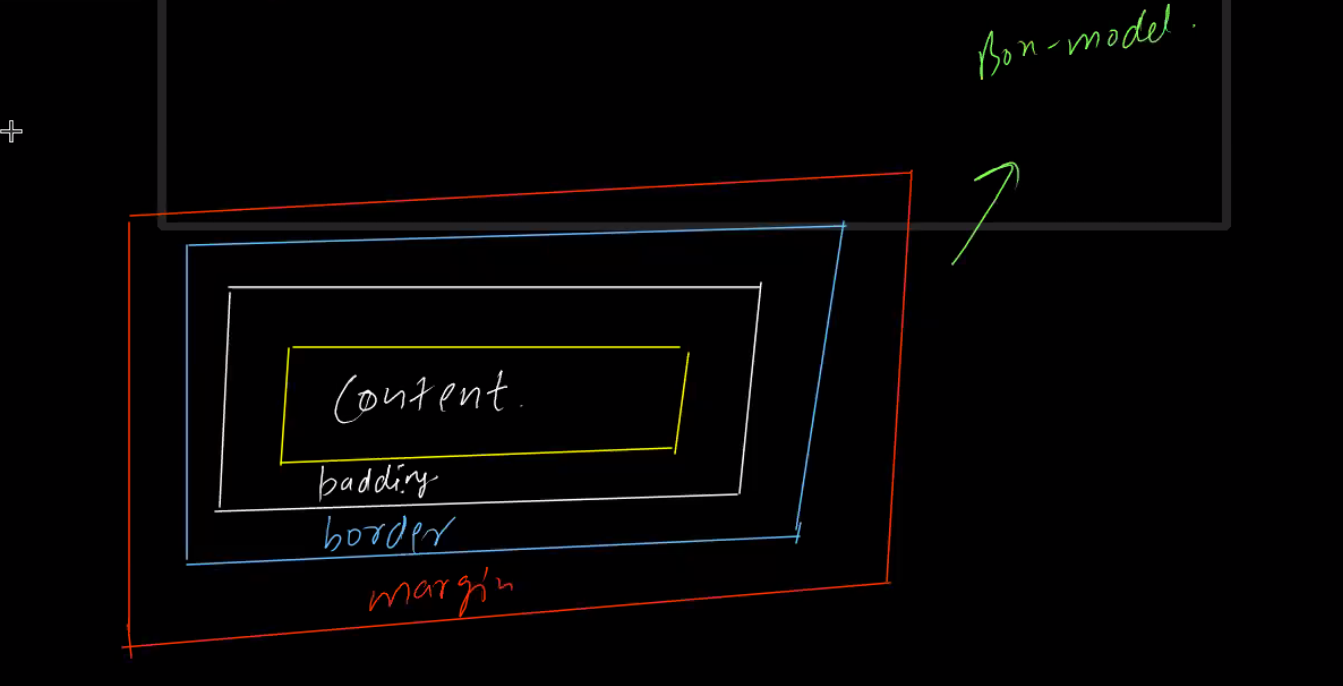 Box-model.
Content.
badding
border
margin